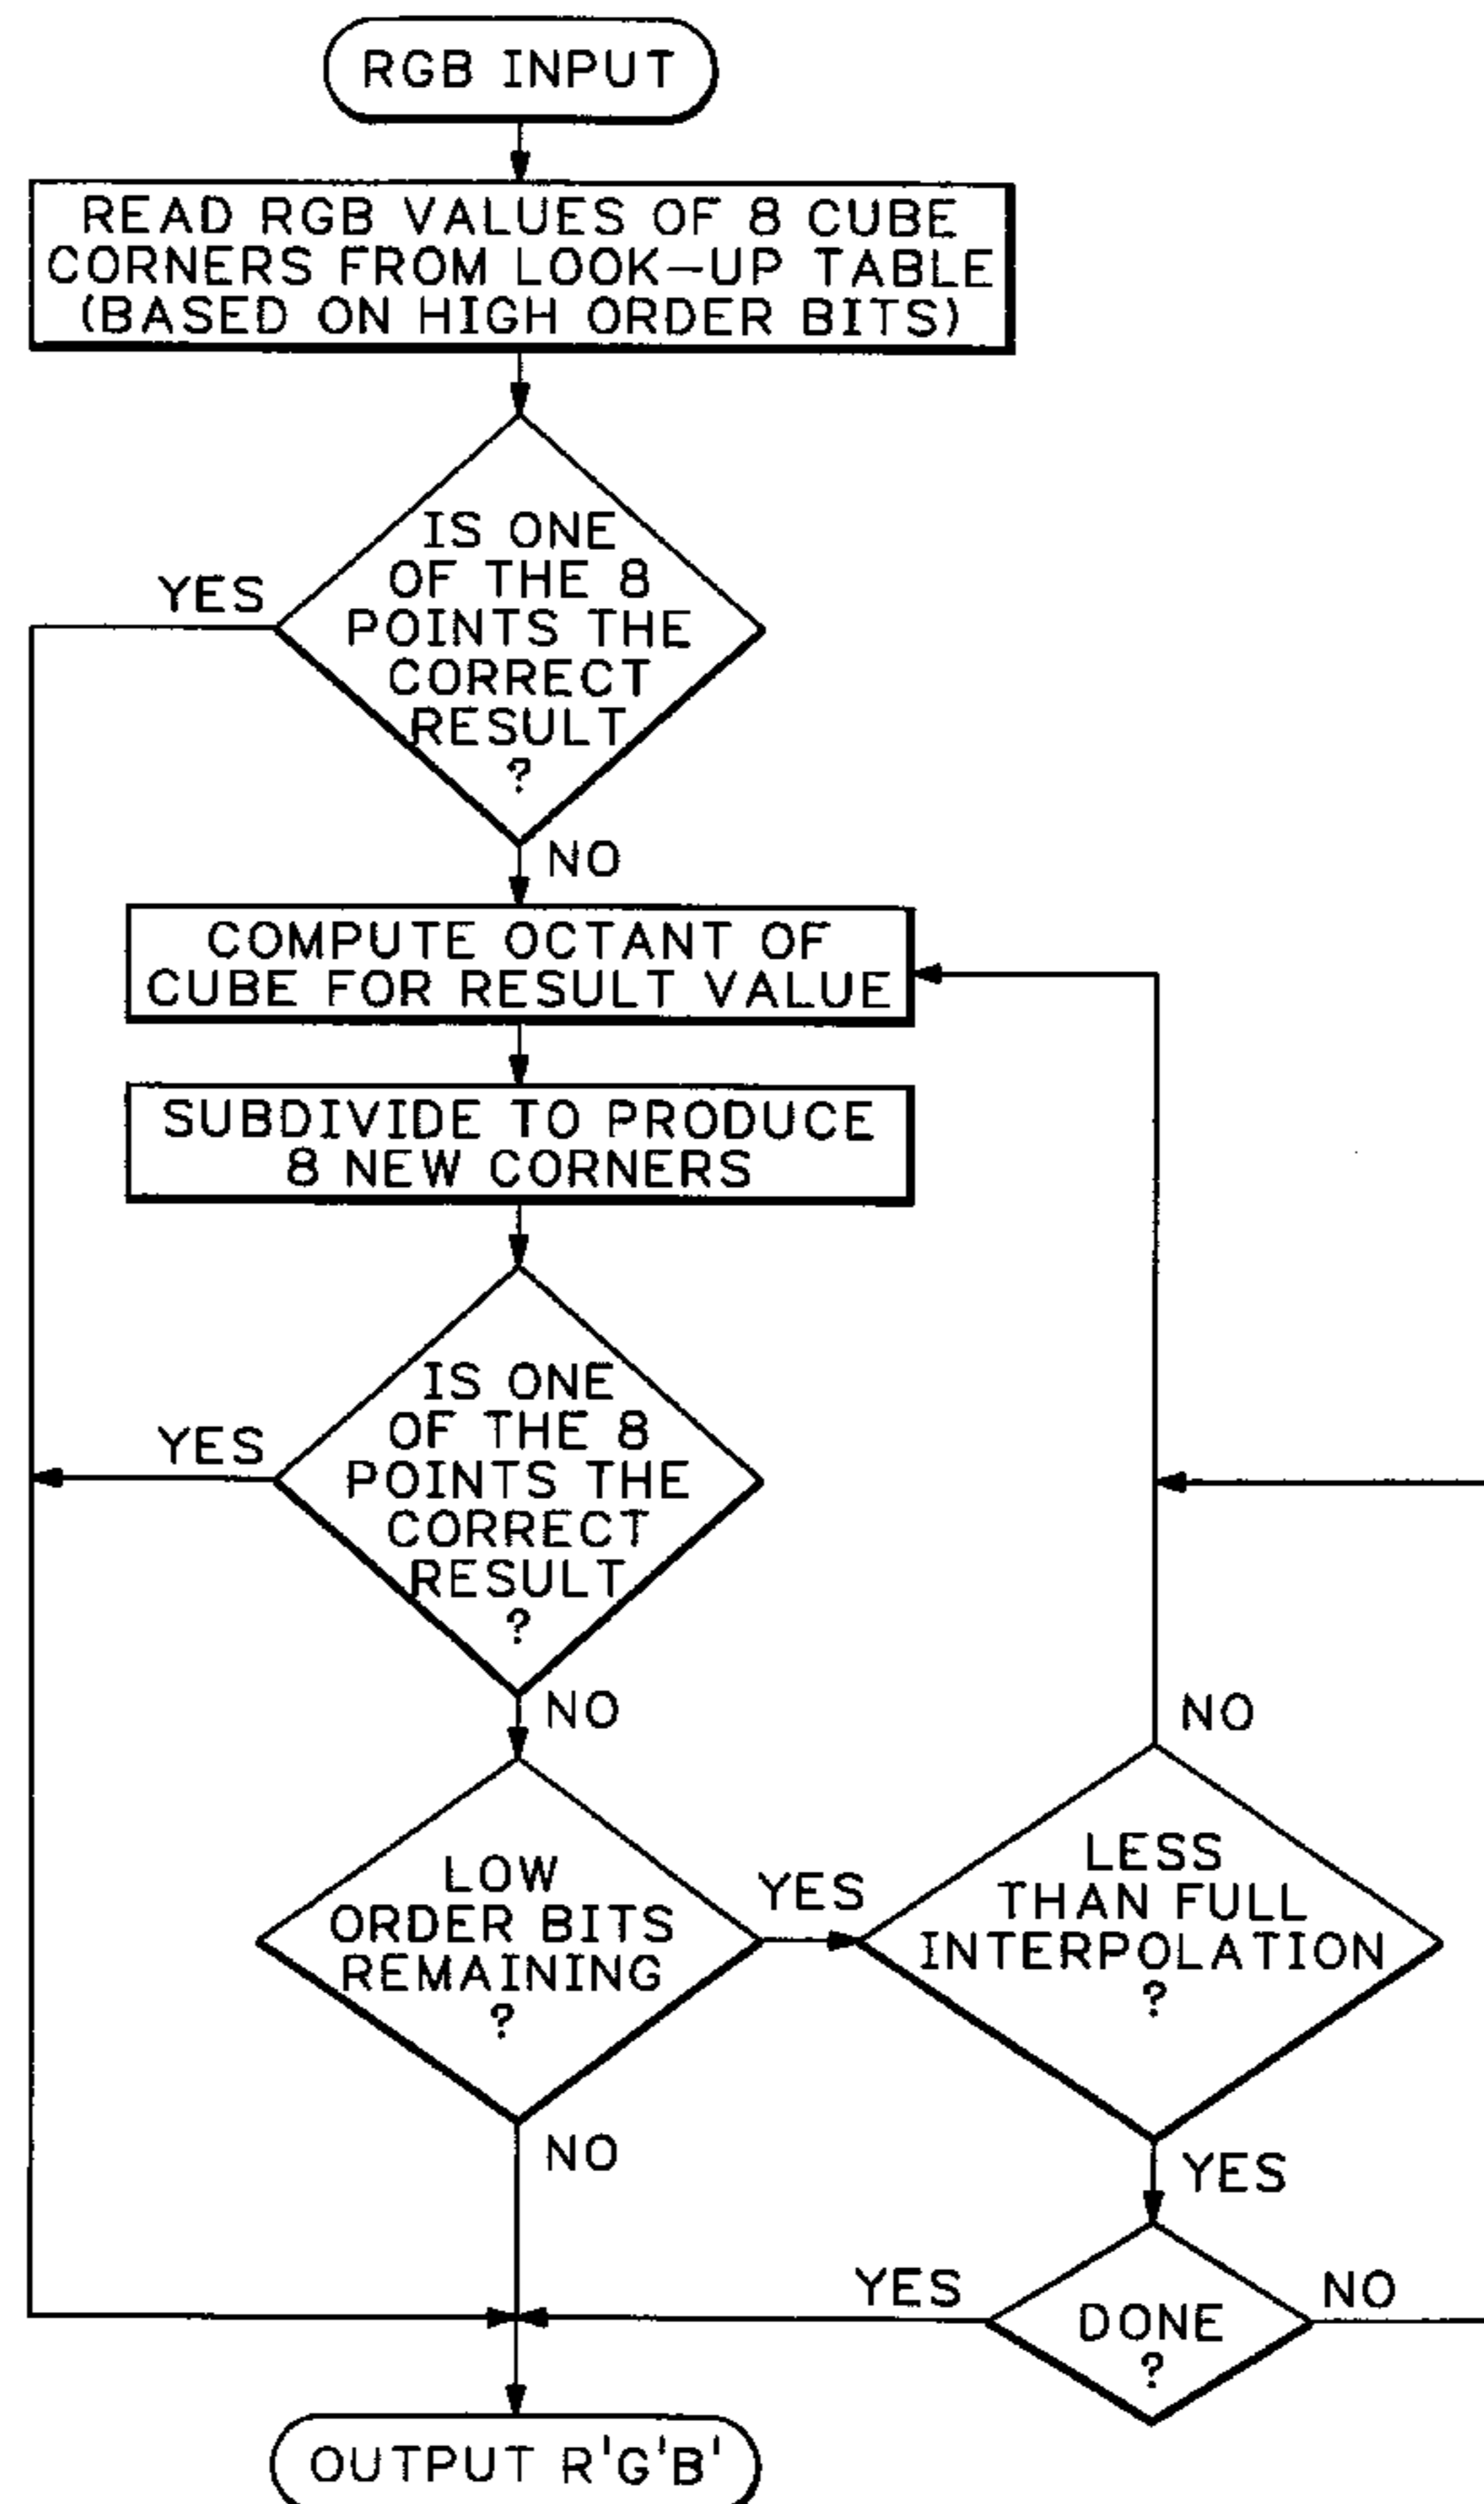 RGB INPUT
READ RGB VALUES OF 8 CUBE
CORNERS FROM LOOK-UP TABLE
(BASED ON HIGH ORDER BITS)
IS ONE
OF THE 8
POINTS THE
CORRECT
RESULT
?
YES
NO
COMPUTE OCTANT OF
CUBE FOR RESULT VALUE
SUBDIVIDE TO PRODUCE
8 NEW CORNERS
IS ONE
OF THE 8
POINTS THE
CORRECT
RESULT
?
YES
NO
LOW
ORDER BITS
REMAINING
?
YES
NO
LESS
THAN FULL
INTERPOLATION
?
NO
YES
DONE
?
YES
NO
OUTPUT R'G'B'